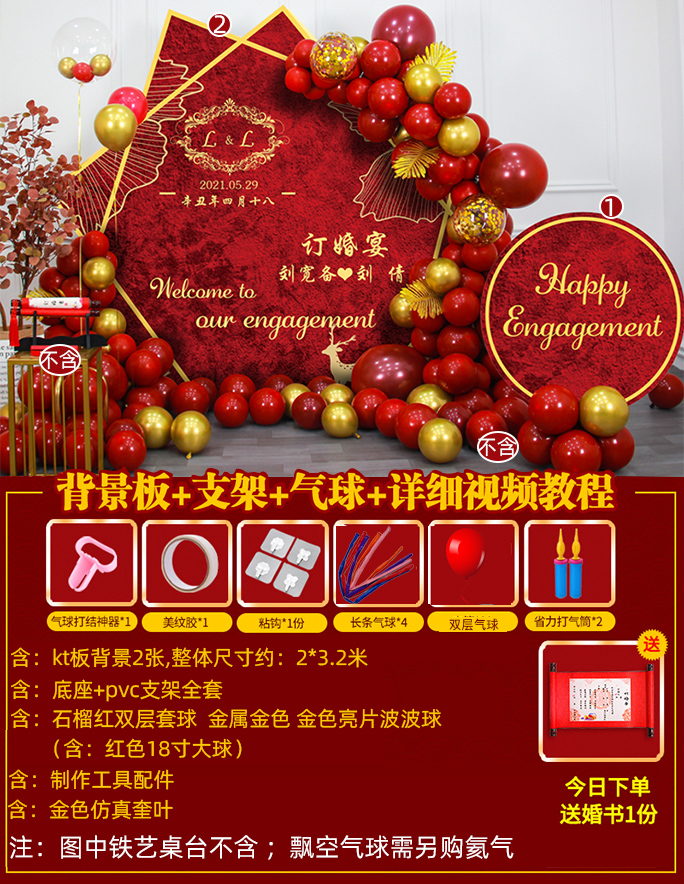 ②
L & L
2021.05.29
辛丑年四月十八
订婚宴
刘宽备❤刘 倩
Welcome to
our engagement
①
Happy
Engagement
不含
不含
背景板+支架+气球+详细视频教程
气球打结神器*1
美纹胶*1
粘钩*1份
长条气球*4
双层气球
省力打气筒*2
含：kt板背景2张,整体尺寸约：2*3.2米
含：底座+pvc支架全套
含：石榴红双层套球 金属金色 金色亮片波波球
（含：红色18寸大球）
含：制作工具配件
含：金色仿真奎叶
送
今日下单
送婚书1份
注：图中铁艺桌台不含 ；飘空气球需另购氦气